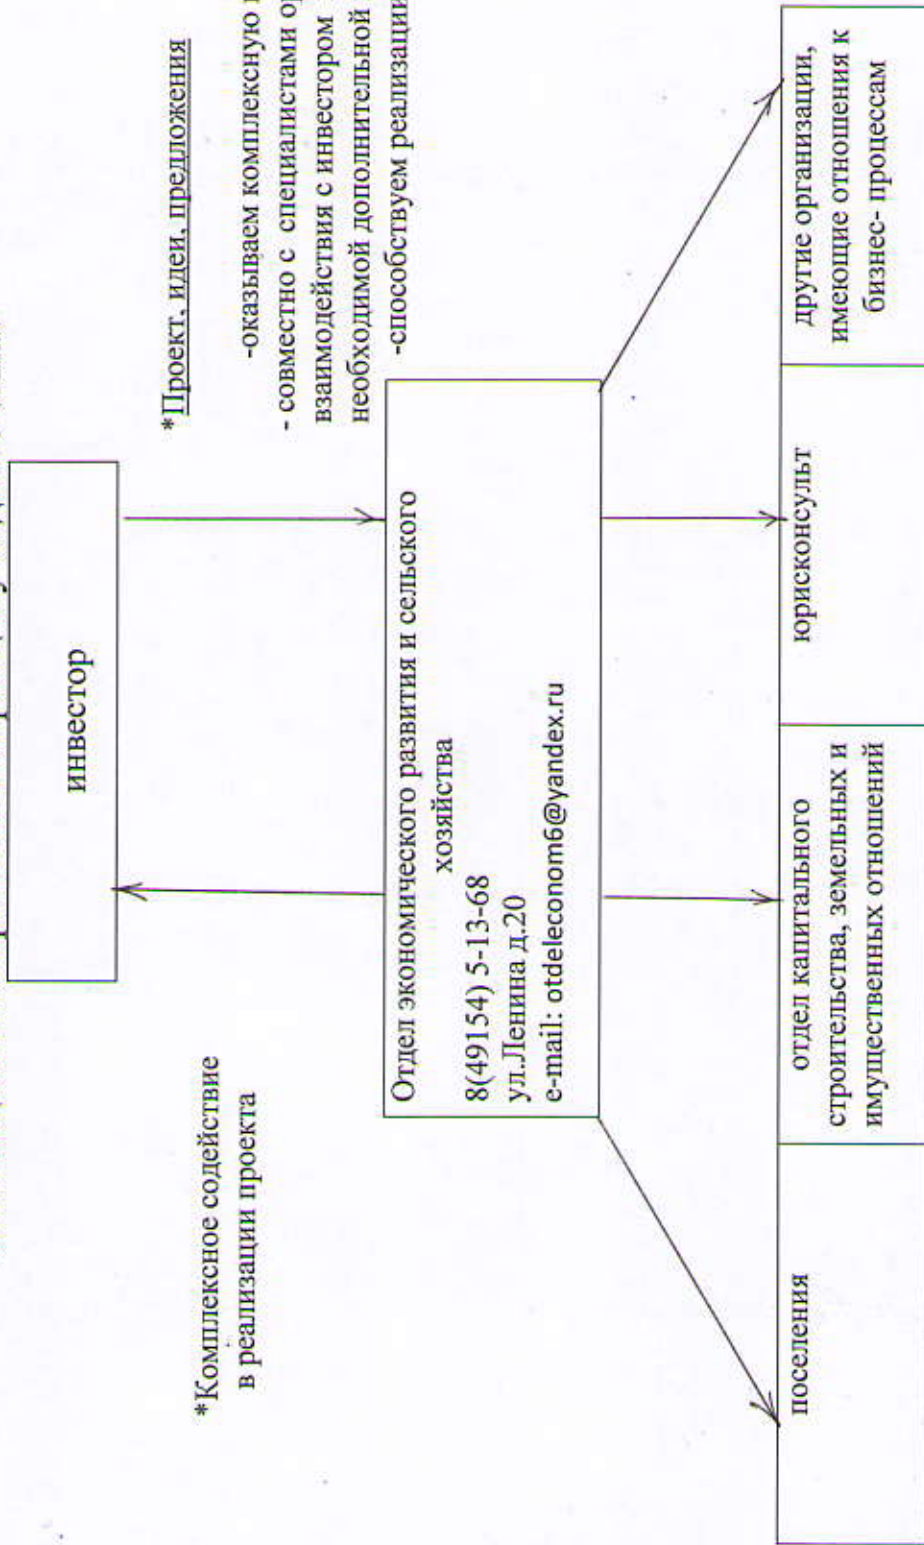 инвестор
*Проект, идеи, предложения
*Комплексное содействие
в реализации проекта
-оказываем комплексную
- совместно с специалистами
взаимодействия с инвестором
необходимой дополнительной
-способствуем реализации
Отдел экономического развития и сельского
хозяйства
8(49154) 5-13-68
ул.Ленина д.20
e-mail: otdeleconom6@yandex.ru
поселения
отдел капитального
строительства, земельных и
имущественных отношений
юрисконсульт
другие организации,
имеющие отношения к
бизнес- процессам